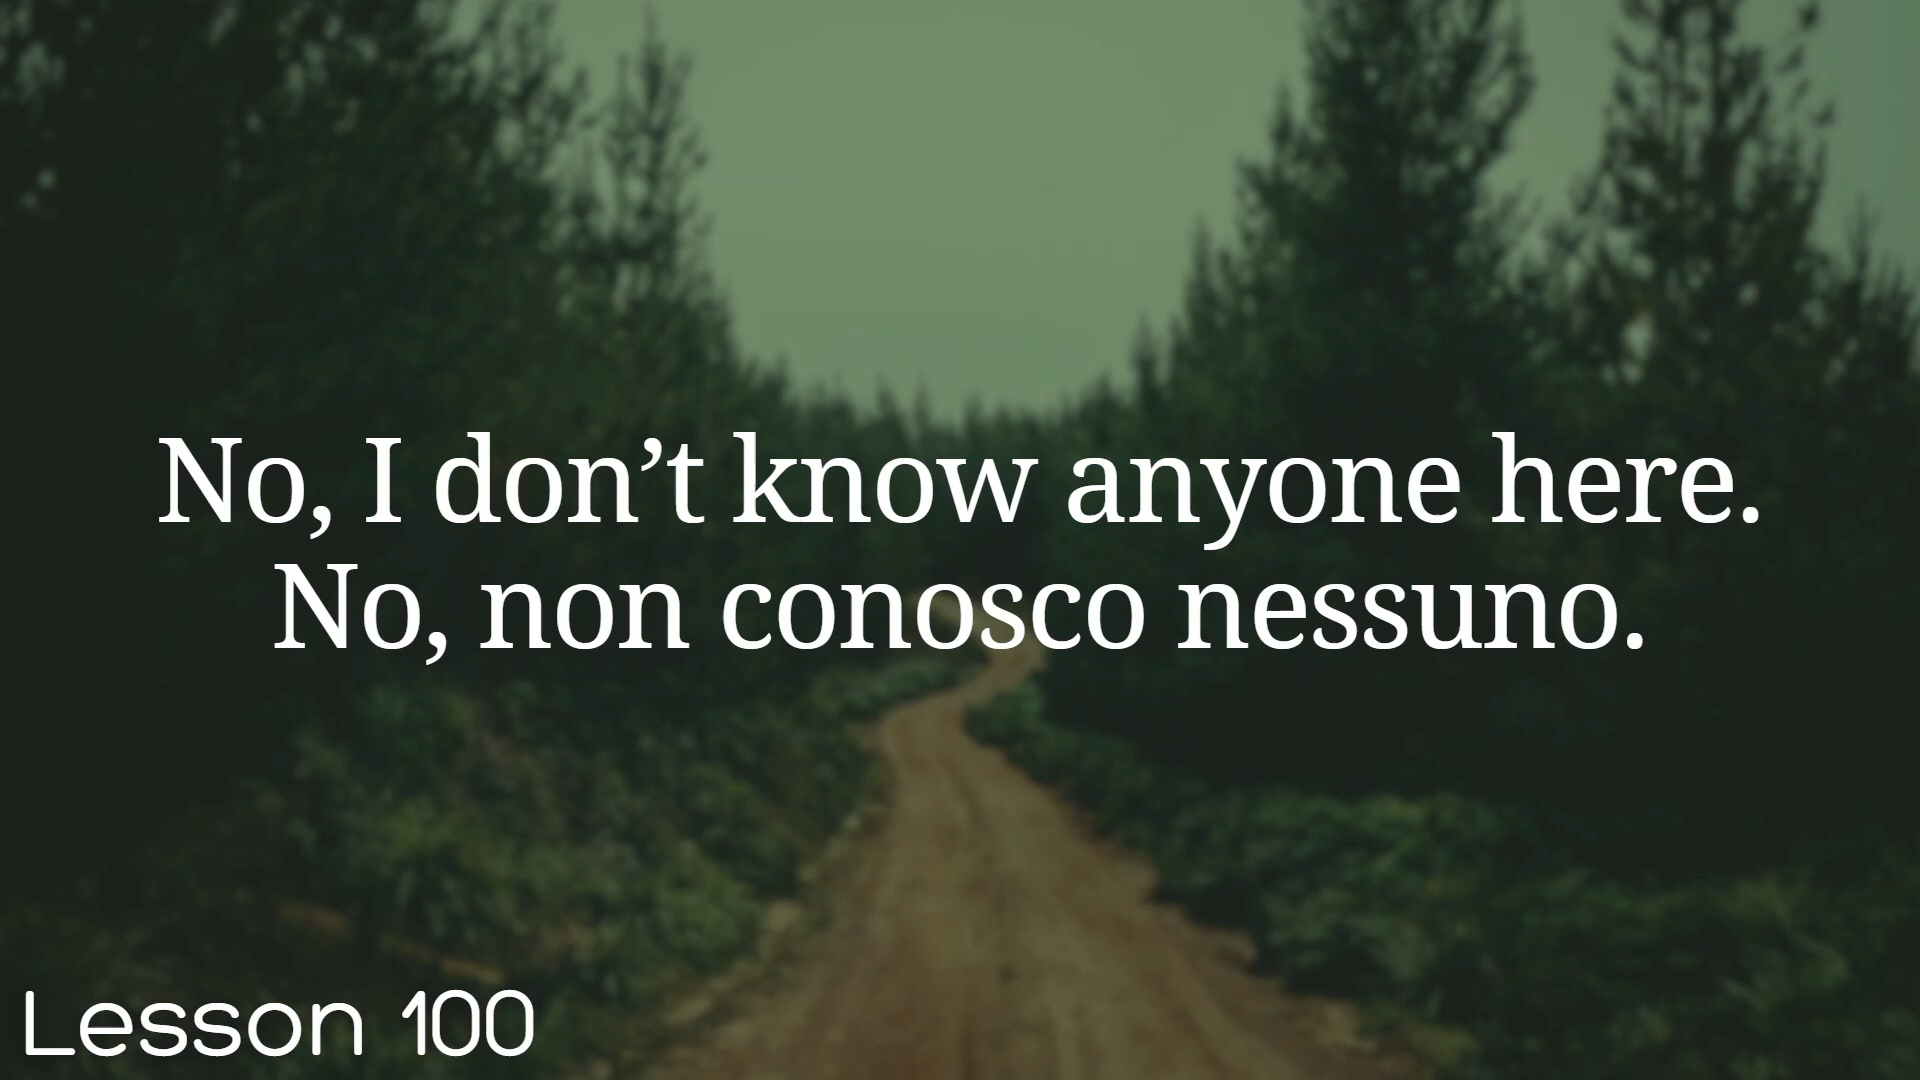 No, I don’t know anyone here.
No, non conosco nessuno.
Lesson 100